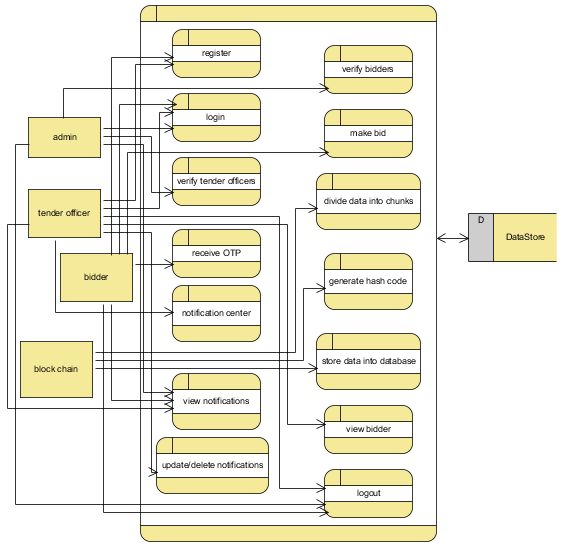 register
verify bidders
login
admin
make bid
verify tender officers
divide data into chunks
tender officer
D
DataStore
receive OTP
bidder
generate hash code
notification center
block chain
store data into database
view notifications
view bidder
update/delete notifications
logout